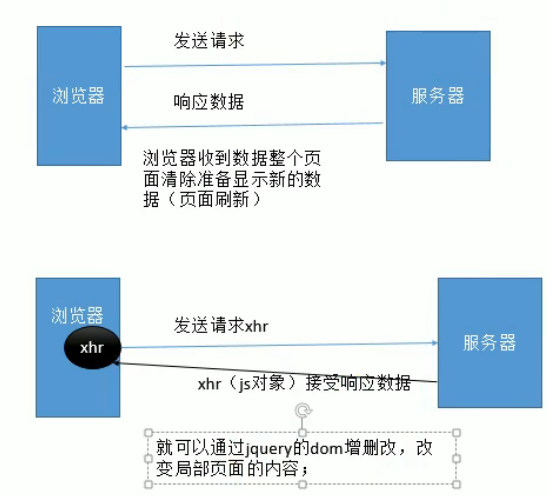 发送请求
浏览器
服务器
响应数据
浏览器收到数据整个页
面清除准备显示新的数
据（页面刷新）
浏览器
发送请求xhr
xhr
服务器
xhr（js对象）接受响应数据
就可以通过jquery的dom增删改，改
变局部页面的内容；